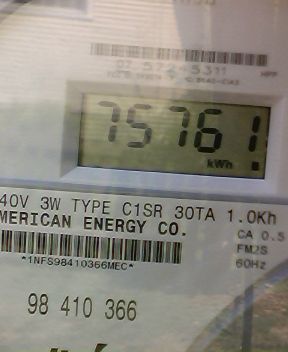 75761
kWh
40V 3W TYPE C1SR 30TA 1.0Kh
MERICAN ENERGY CO.
CA 0.5
*1NFS98410366MEC*
FM2S
60Hz
98 410 366